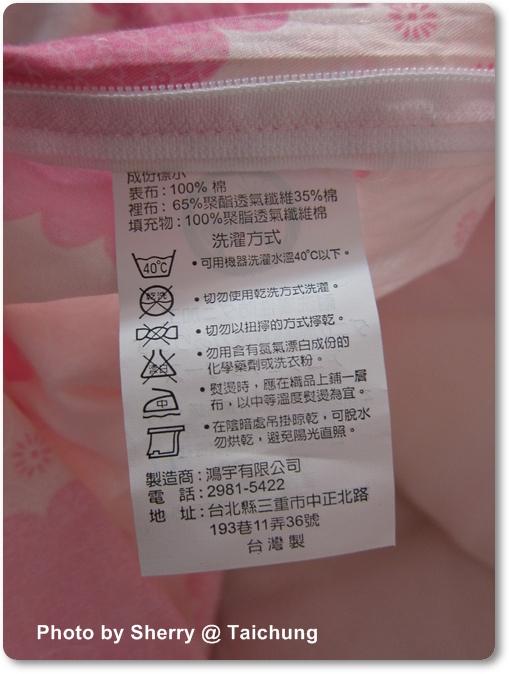 成份標示
表布：100% 棉
裡布：65%聚酯透氣纖維35%棉
填充物：100%聚脂透氣纖維棉
洗濯方式
40℃
•可用機器洗濯水溫40℃以下。
乾洗
•切勿使用乾洗方式洗濯。
•切勿以扭擰的方式擰乾。
漂白
•勿用含有氯氣漂白成份的
化學藥劑或洗衣粉。
•熨燙時，應在織品上鋪一層
布，以中等溫度熨燙為宜。
•在陰暗處吊掛晾乾，可脫水
勿烘乾，避免陽光直照。
製造商：鴻宇有限公司
電 話：2981-5422
地 址：台北縣三重市中正北路
193巷11弄36號
台灣製
Photo by Sherry @ Taichung